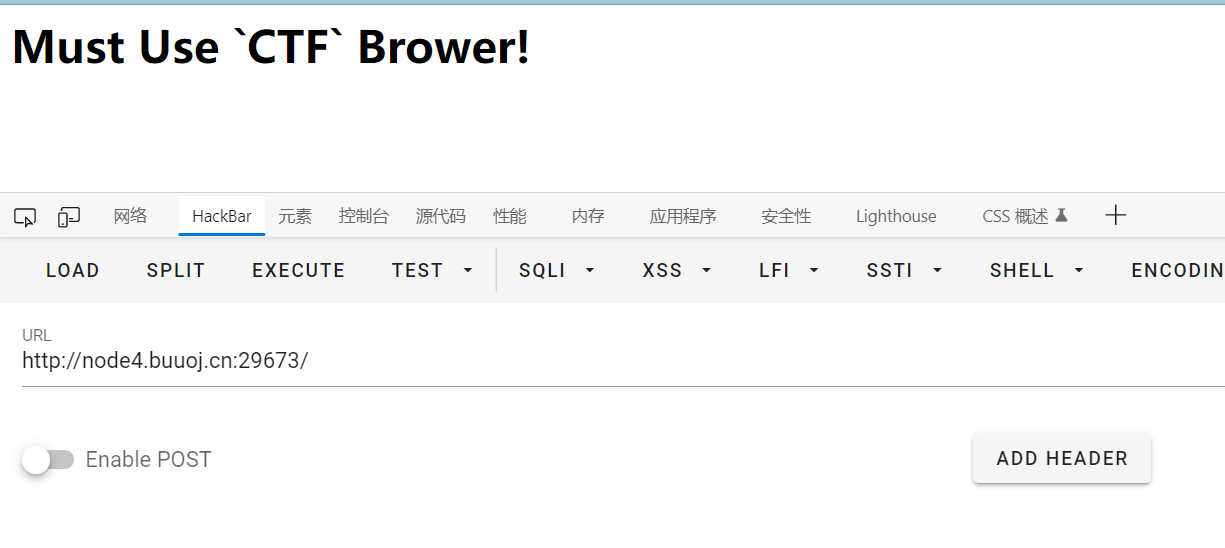 Must Use `CTF` Brower!
网络 HackBar 元素 控制台 源代码 性能 内存 应用程序 安全性 Lighthouse CSS 概述
LOAD SPLIT EXECUTE TEST SQLI XSS LFI SSTI SHELL ENCODIN
URL
http://node4.buuoj.cn:29673/
Enable POST ADD HEADER